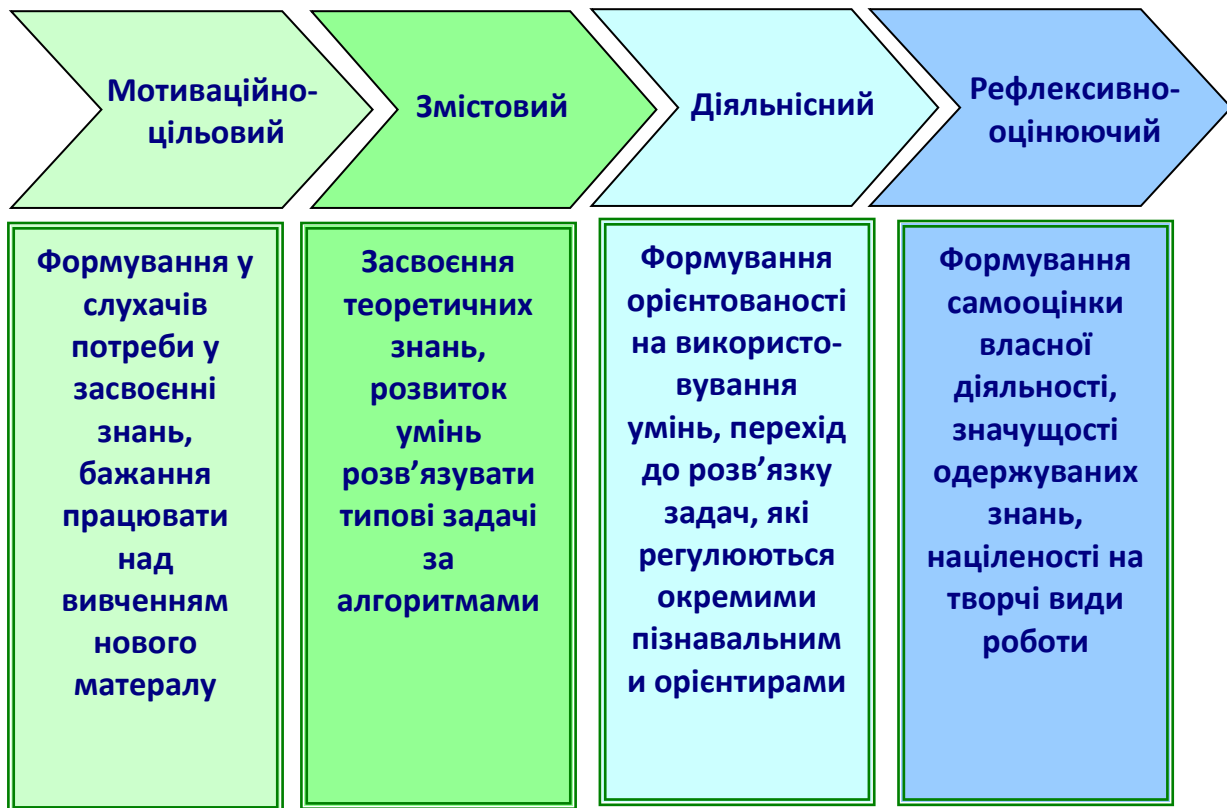 Мотиваційно-
цільовий
Змістовий
Діяльнісний
Рефлексивно-
оцінюючий
Формування у
слухачів
потреби у
засвоєнні
знань,
бажання
працювати
над
вивченням
нового
матералу
Засвоєння
теоретичних
знань,
розвиток
умінь
розв’язувати
типові задачі
за
алгоритмами
Формування
орієнтованості
на використо-
вування
умінь, перехід
до розв’язку
задач, які
регулюються
окремими
пізнавальним
и орієнтирами
Формування
самооцінки
власної
діяльності,
значущості
одержуваних
знань,
націленості на
творчі види
роботи